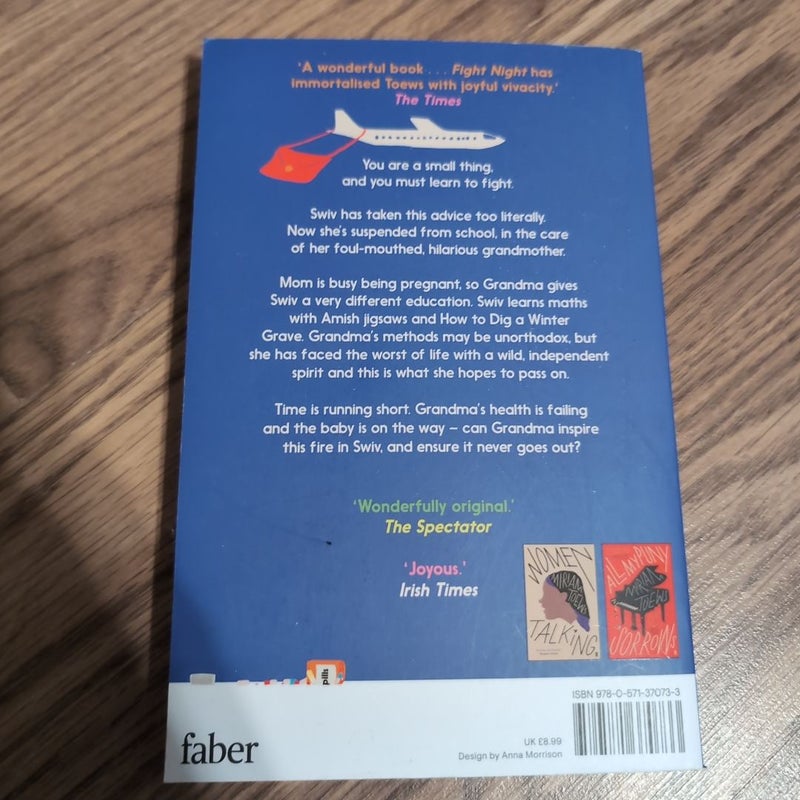 ‘A wonderful book . . . Fight Night has
immortalised Toews with joyful vivacity.’
The Times
You are a small thing,
and you must learn to fight.
Swiv has taken this advice too literally.
Now she’s suspended from school, in the care
of her foul-mouthed, hilarious grandmother.
Mom is busy being pregnant, so Grandma gives
Swiv a very different education. Swiv learns maths
with Amish jigsaws and How to Dig a Winter
Grave. Grandma’s methods may be unorthodox, but
she has faced the worst of life with a wild, independent
spirit and this is what she hopes to pass on.
Time is running short. Grandma’s health is failing
and the baby is on the way – can Grandma inspire
this fire in Swiv, and ensure it never goes out?
‘Wonderfully original.’
The Spectator
‘Joyous.’
Irish Times
WOMEN
MIRIAM
TOEWS
TALKING
ALL MY PUNY
MIRIAM
TOEWS
SORROWS
pills
ISBN 978-0-571-37073-3
faber
UK £8.99
Design by Anna Morrison